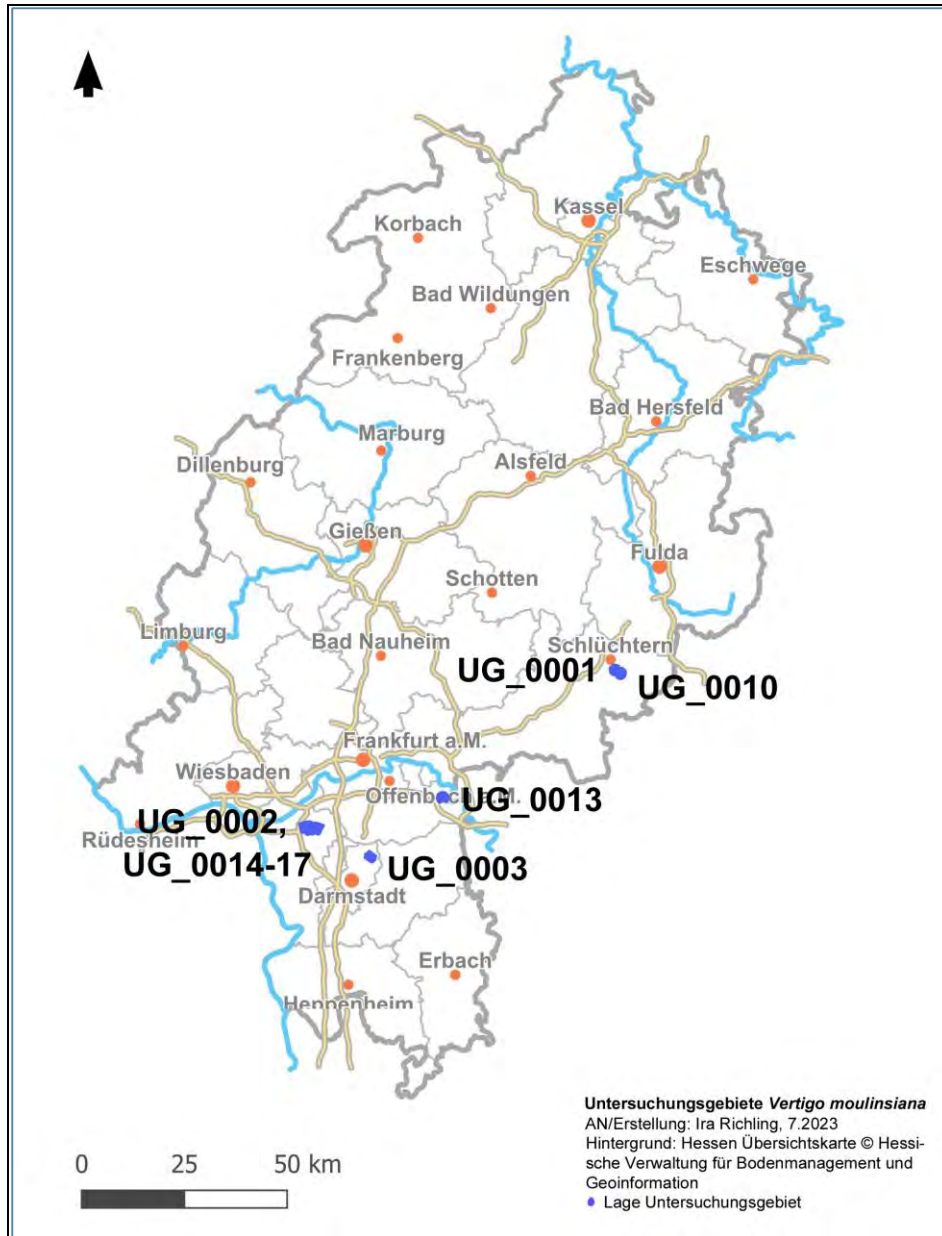 Kassel
Korbach
Eschwege
Bad Wildungen
Frankenberg
Bad Hersfeld
Marburg
Dillenburg
Alsfeld
Gießen
Fulda
Schotten
Limburg
Bad Nauheim
Schlüchtern
UG_0001
UG_0010
Frankfurt a.M.
Wiesbaden
Offenbach a.M.
UG_0013
UG_0002,
Rüdesheim
UG_0014-17
UG_0003
Darmstadt
Erbach
Heppenheim
Untersuchungsgebiete Vertigo moulinsiana
AN/Erstellung: Ira Richling, 7.2023
Hintergrund: Hessen Übersichtskarte © Hessi-
sche Verwaltung für Bodenmanagement und
Geoinformation
Lage Untersuchungsgebiet
0 25 50 km